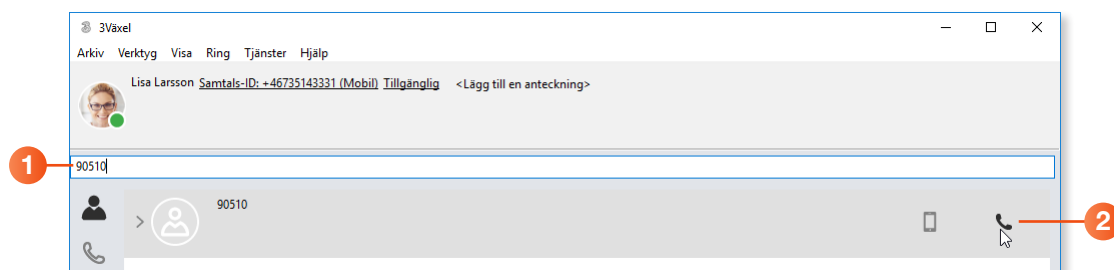 3Växel
Arkiv Verktyg Visa Ring Tjänster Hjälp
Lisa Larsson Samtals-ID: +46735143331 (Mobil) Tillgänglig <Lägg till en anteckning>
1
90510
90510
2